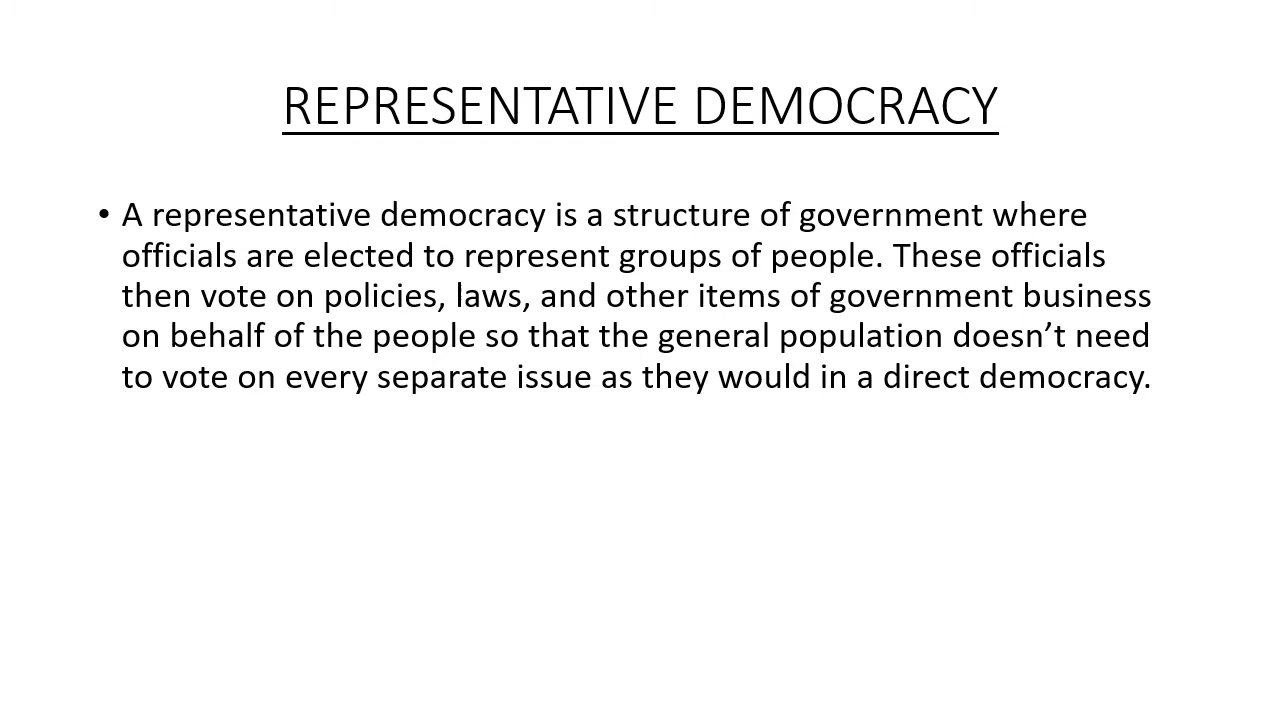 REPRESENTATIVE DEMOCRACY
• A representative democracy is a structure of government where
officials are elected to represent groups of people. These officials
then vote on policies, laws, and other items of government business
on behalf of the people so that the general population doesn’t need
to vote on every separate issue as they would in a direct democracy.